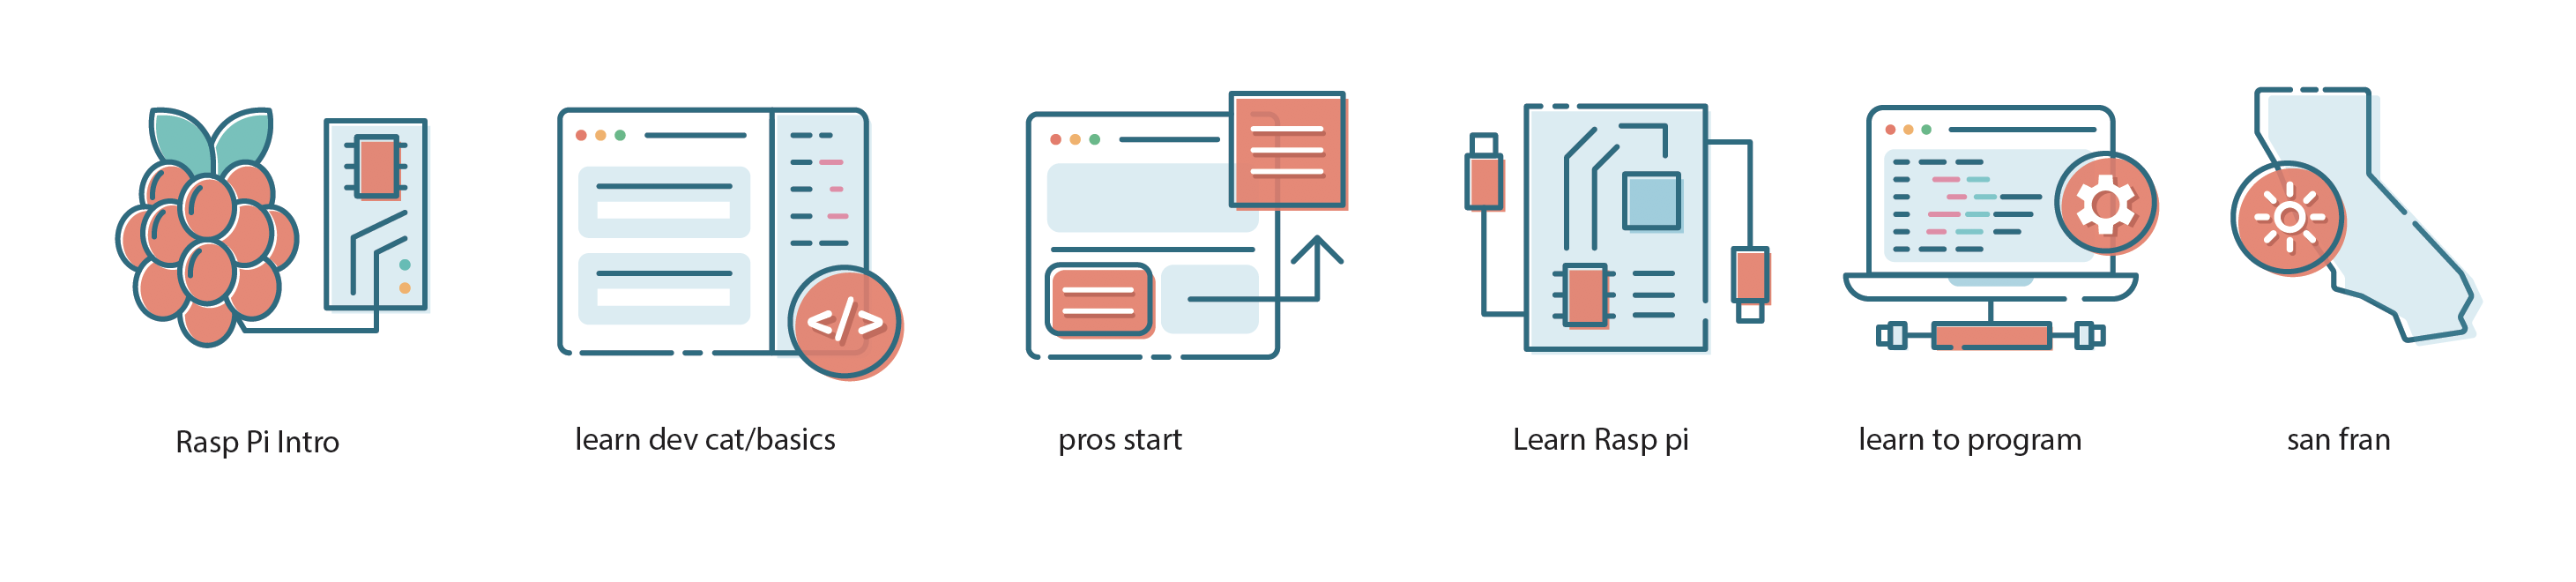 </>
Rasp Pi Intro
learn dev cat/basics
pros start
Learn Rasp pi
learn to program
san fran